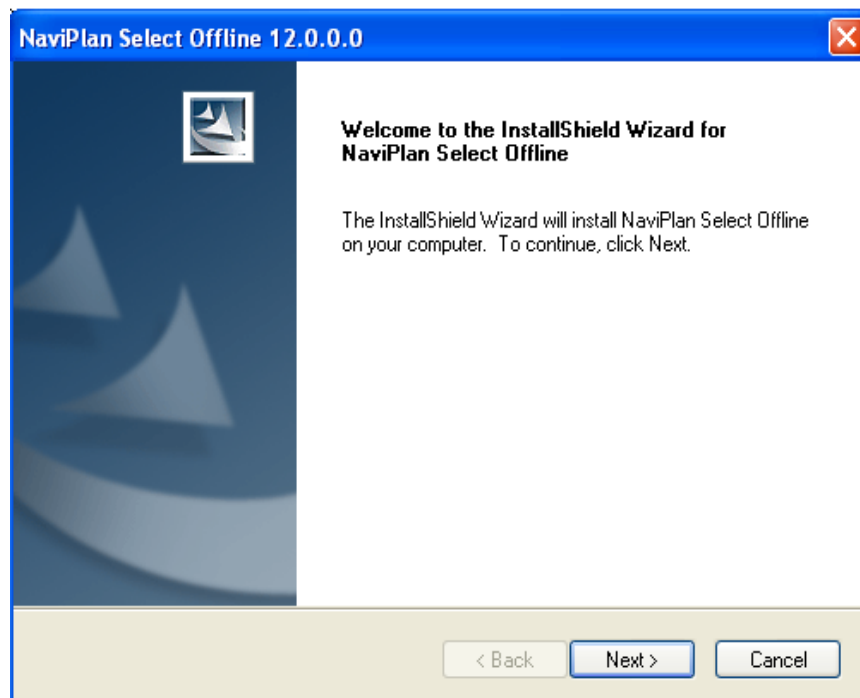 NaviPlan Select Offline 12.0.0.0
Welcome to the InstallShield Wizard for
NaviPlan Select Offline
The InstallShield Wizard will install NaviPlan Select Offline
on your computer. To continue, click Next.
< Back Next > Cancel